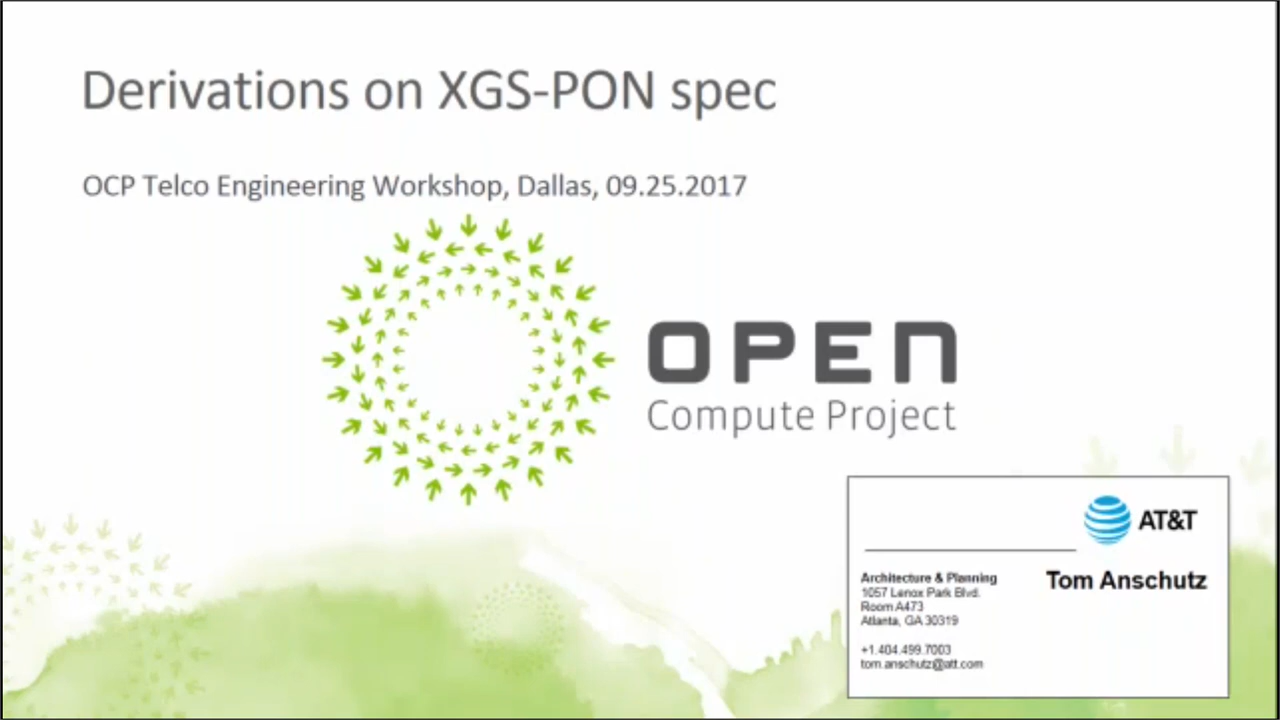 Derivations on XGS-PON spec
OCP Telco Engineering Workshop, Dallas, 09.25.2017
OPEN
Compute Project
AT&T
Tom Anschutz
Architecture & Planning
1057 Lenox Park Blvd.
Room A473
Atlanta, GA 30319
+1.404.499.7003
tom.anschutz@att.com